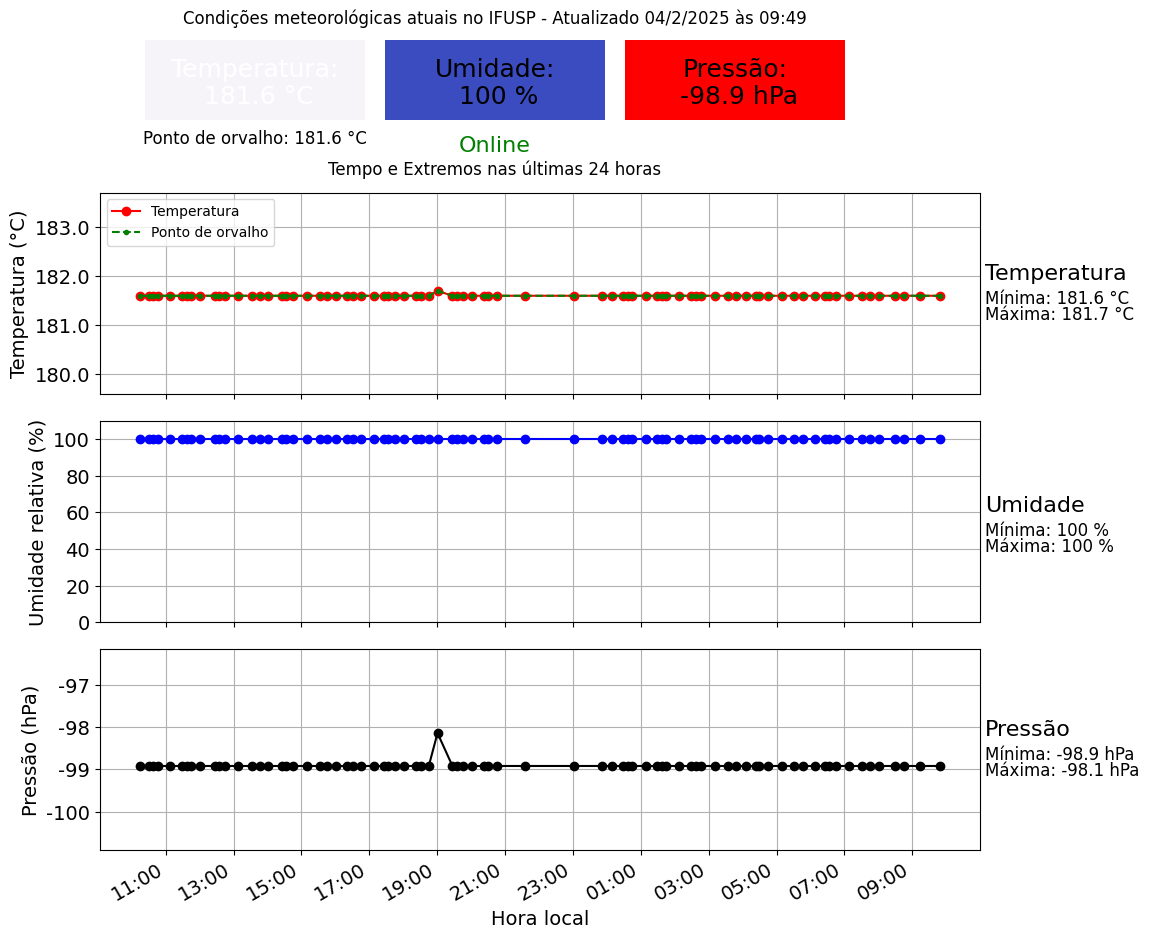 Condições meteorológicas atuais no IFUSP - Atualizado 04/2/2025 às 09:49
Temperatura:
181.6 °C
Umidade:
100 %
Pressão:
-98.9 hPa
Ponto de orvalho: 181.6 °C
Online
Tempo e Extremos nas últimas 24 horas
Temperatura (°C)
183.0
182.0
181.0
180.0
Temperatura
Ponto de orvalho
Temperatura
Mínima: 181.6 °C
Máxima: 181.7 °C
Umidade relativa (%)
100
80
60
40
20
0
Umidade
Mínima: 100 %
Máxima: 100 %
Pressão (hPa)
-97
-98
-99
-100
Pressão
Mínima: -98.9 hPa
Máxima: -98.1 hPa
11:00 13:00 15:00 17:00 19:00 21:00 23:00 01:00 03:00 05:00 07:00 09:00
Hora local